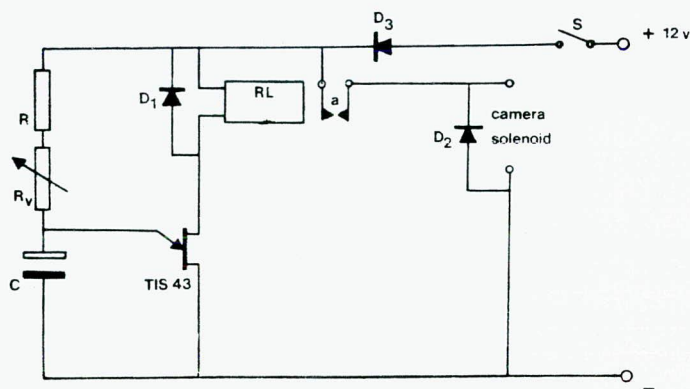 D3
S
+ 12 v
R
D1
RL
a
camera
solenoid
D2
Rv
C
TIS 43
−